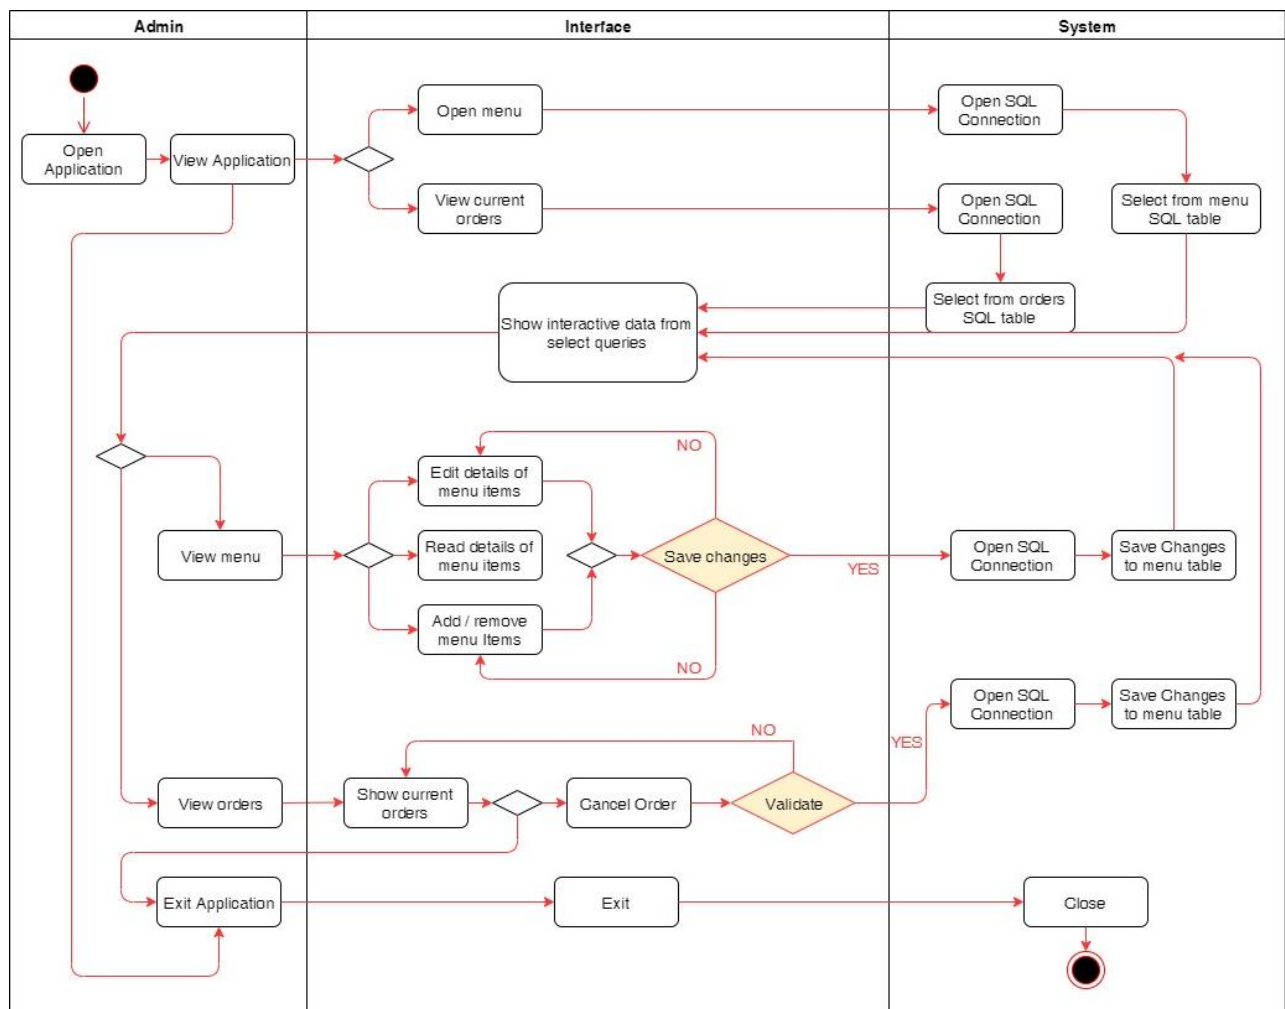 Admin
Interface
System
Open menu
Open SQL
Connection
Open
Application
View Application
View current
orders
Open SQL
Connection
Select from menu
SQL table
Show interactive data from
select queries
Select from orders
SQL table
NO
Edit details of
menu items
View menu
Read details of
menu items
Save changes
YES
Open SQL
Connection
Save Changes
to menu table
Add / remove
menu Items
NO
Open SQL
Connection
Save Changes
to menu table
NO
YES
View orders
Show current
orders
Cancel Order
Validate
Exit Application
Exit
Close